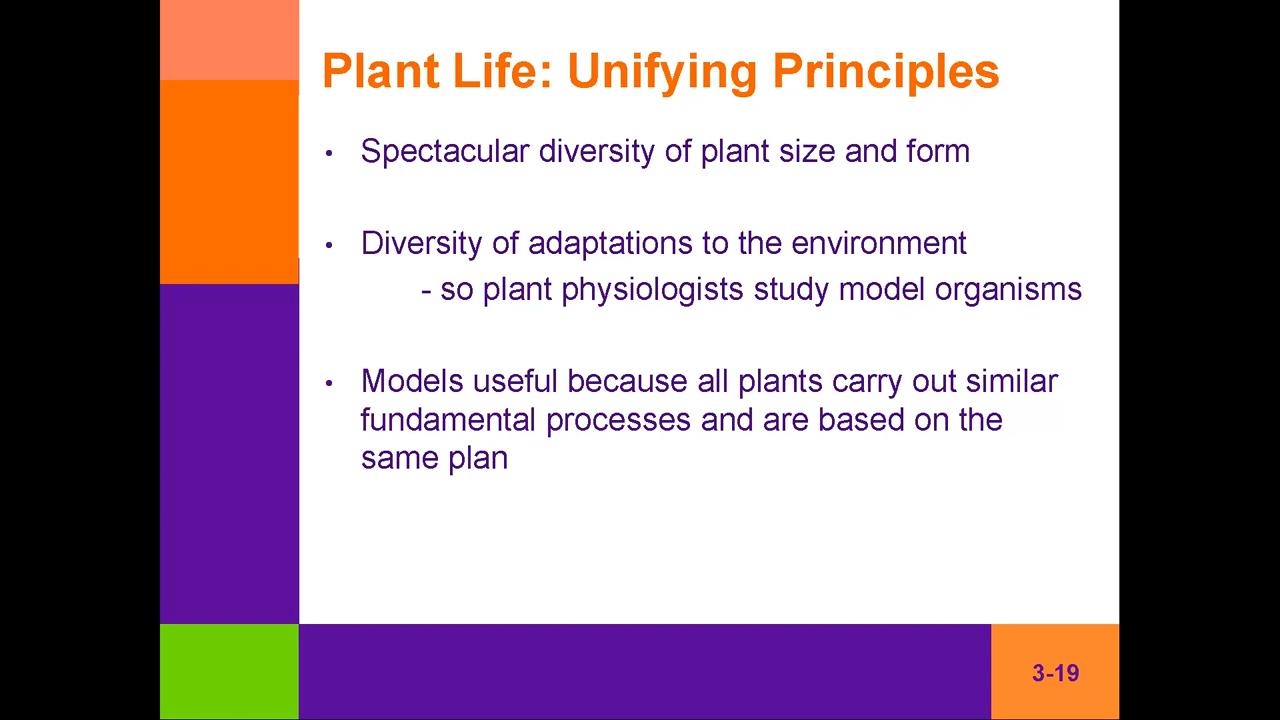 Plant Life: Unifying Principles
• Spectacular diversity of plant size and form
• Diversity of adaptations to the environment
- so plant physiologists study model organisms
• Models useful because all plants carry out similar
fundamental processes and are based on the
same plan
3-19